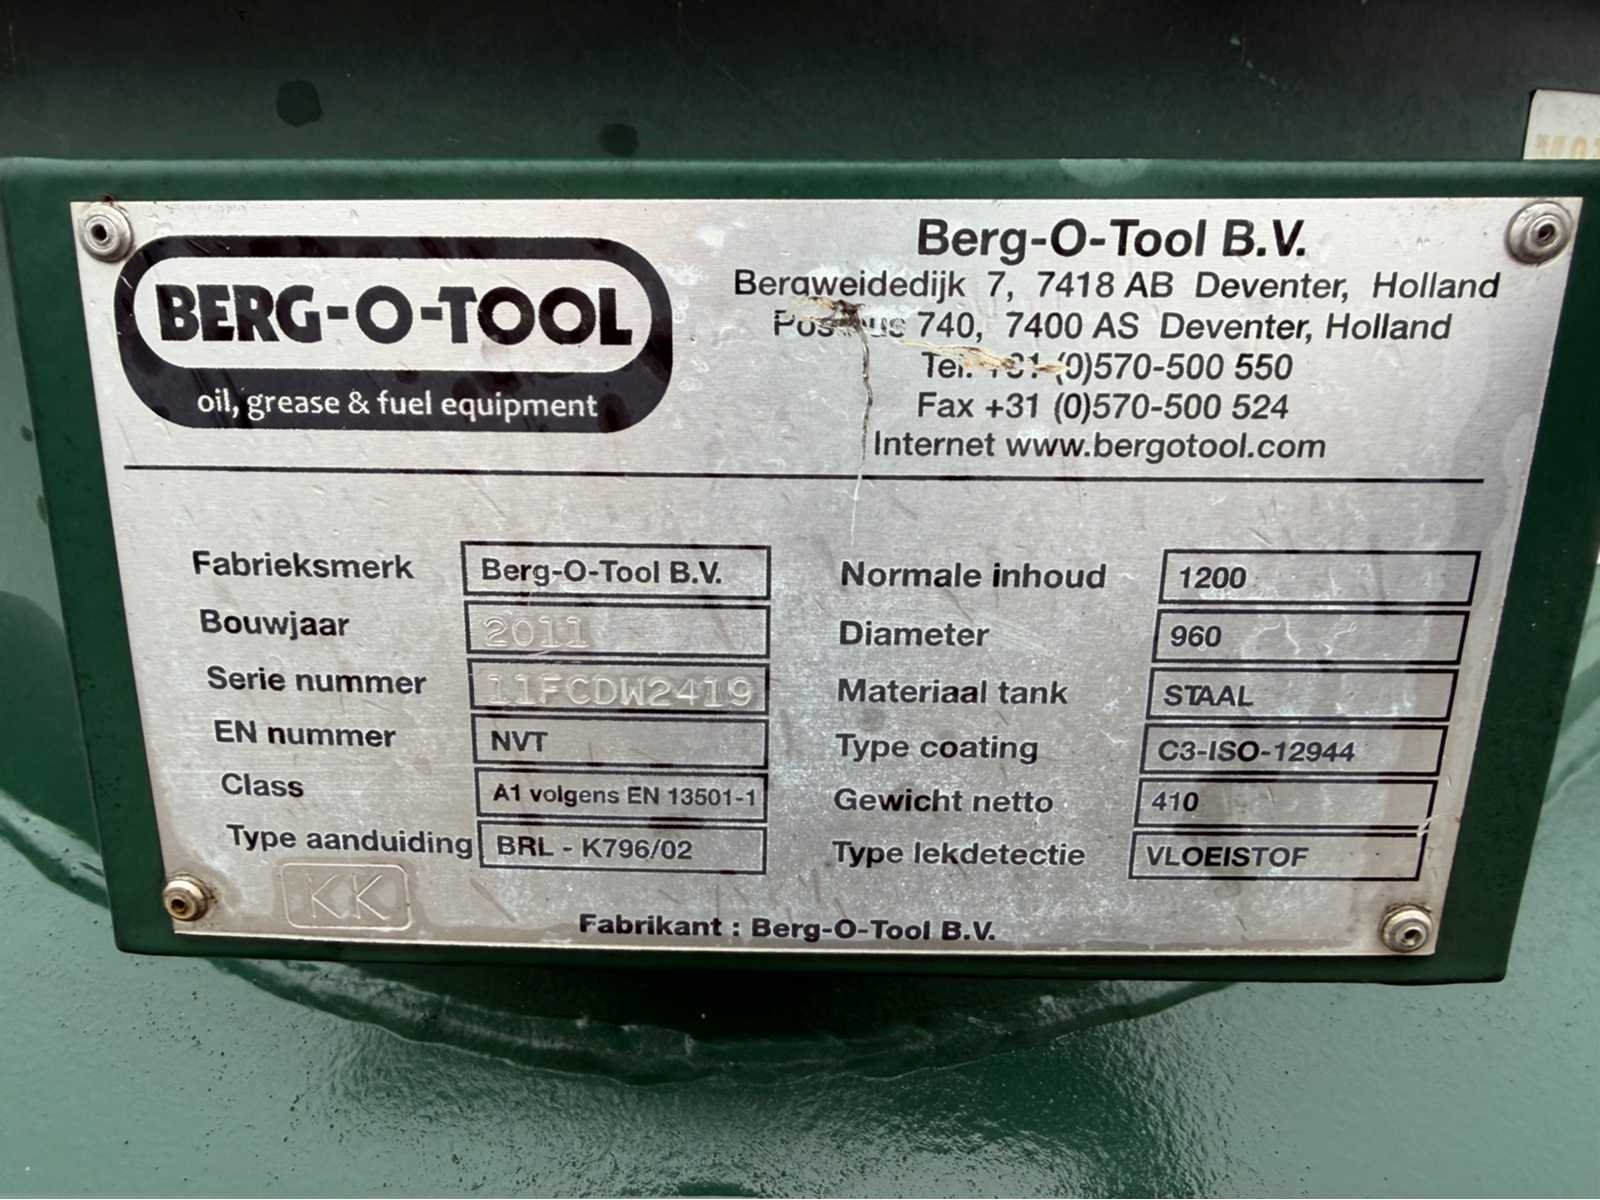 BERG-O-TOOL
oil, grease & fuel equipment
Berg-O-Tool B.V.
Bergweidedijk 7, 7418 AB Deventer, Holland
740, 7400 AS Deventer, Holland
Tel. +31 (0)570-500 550
Fax +31 (0)570-500 524
Internet www.bergotool.com
Fabrieksmerk Berg-O-Tool B.V.
Bouwjaar 2011
Serie nummer 11FCDW2419
EN nummer NVT
Class A1 volgens EN 13501-1
Type aanduiding BRL - K796/02
KK
Normale inhoud 1200
Diameter 960
Materiaal tank STAAL
Type coating C3-ISO-12944
Gewicht netto 410
Type lekdetectie VLOEISTOF
Fabrikant : Berg-O-Tool B.V.